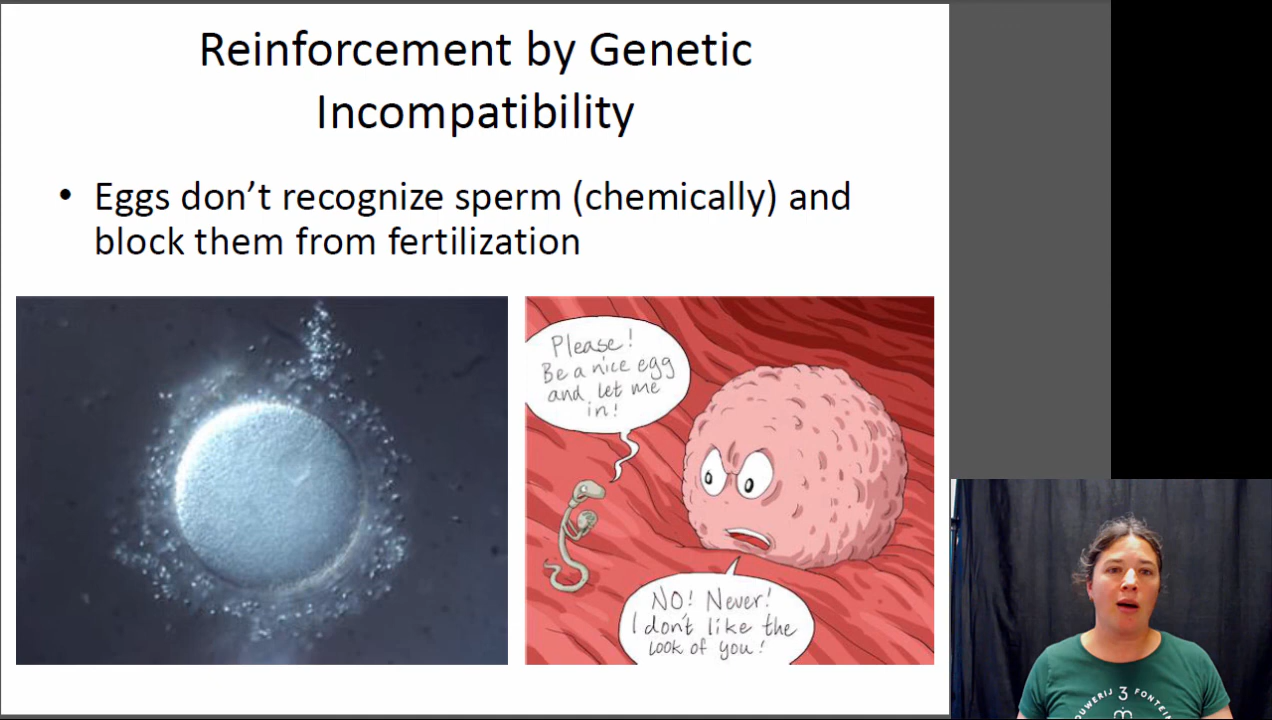 Reinforcement by Genetic
Incompatibility
• Eggs don’t recognize sperm (chemically) and
block them from fertilization
Please!
Be a nice egg
and let me
in!
NO! Never!
I don't like the
look of you!
3